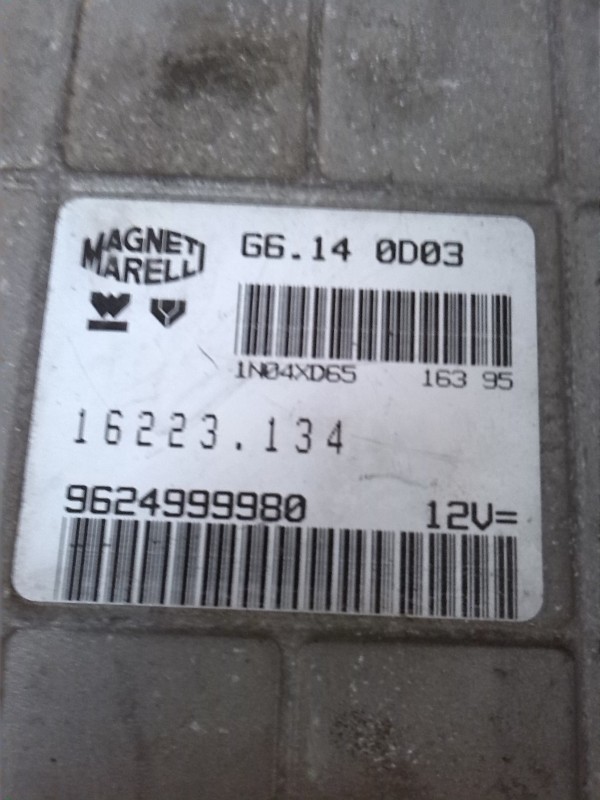 MAGNETI
MARELLI
G6.14 0D03
1N04XD65 163 95
16223.134
9624999980 12V=